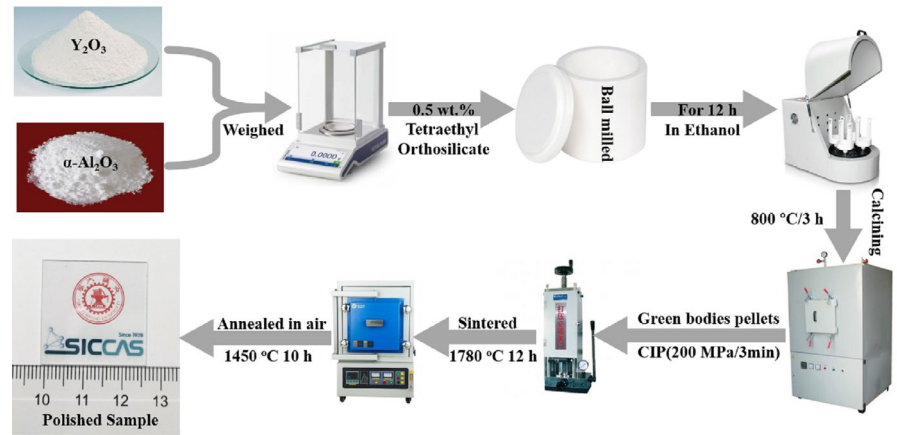 Y₂O₃
α-Al₂O₃
Weighed
0.0000
0.5 wt.%
Tetraethyl
Orthosilicate
Ball milled
For 12 h
In Ethanol
Calcining
800 °C/3 h
Green bodies pellets
CIP(200 MPa/3min)
Sintered
1780 °C 12 h
Annealed in air
1450 °C 10 h
Since 1928
SICCAS
10 11 12 13
Polished Sample